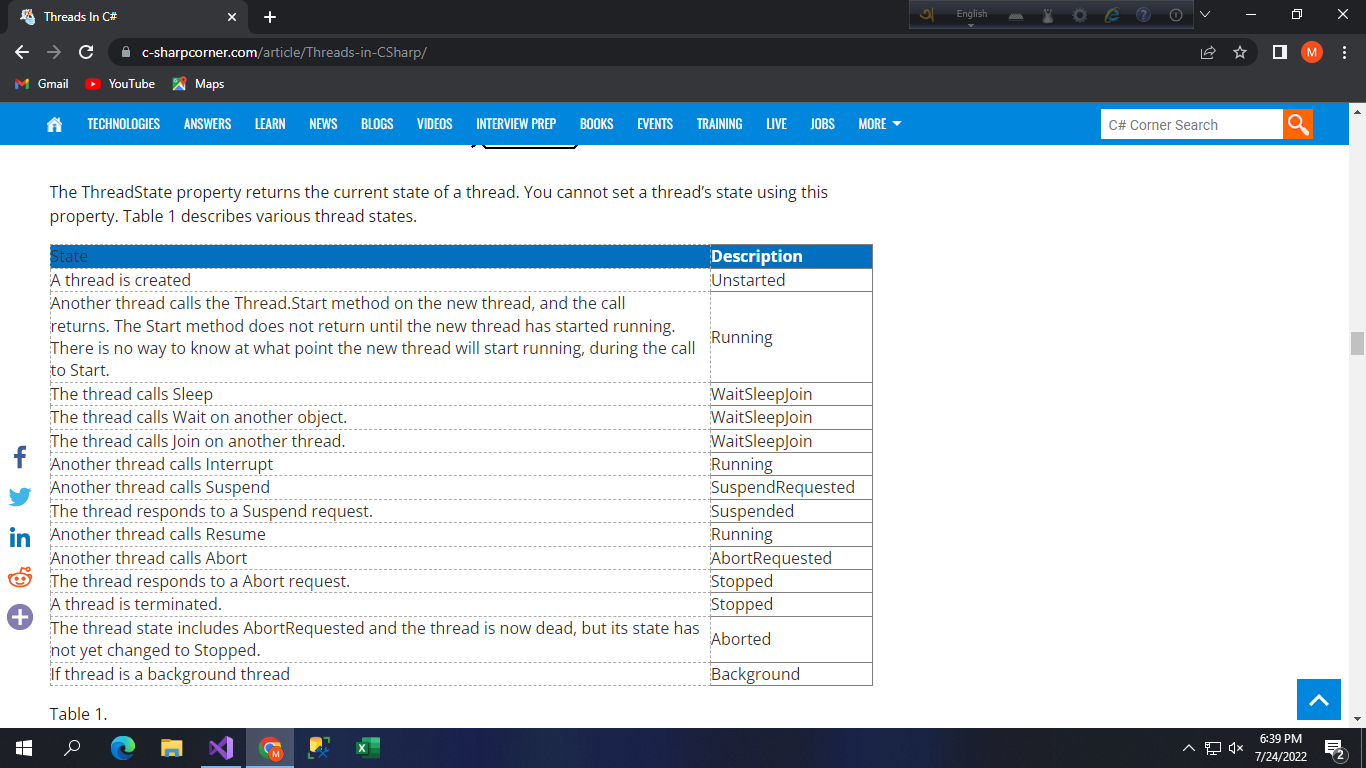 Threads In C#
English
c-sharpcorner.com/article/Threads-in-CSharp/
M
Gmail
YouTube
Maps
TECHNOLOGIES ANSWERS LEARN NEWS BLOGS VIDEOS INTERVIEW PREP BOOKS EVENTS TRAINING LIVE JOBS MORE
C# Corner Search
The ThreadState property returns the current state of a thread. You cannot set a thread’s state using this
property. Table 1 describes various thread states.
State Description
A thread is created Unstarted
Another thread calls the Thread.Start method on the new thread, and the call
returns. The Start method does not return until the new thread has started running.
There is no way to know at what point the new thread will start running, during the call
to Start.
Running
The thread calls Sleep WaitSleepJoin
The thread calls Wait on another object. WaitSleepJoin
The thread calls Join on another thread. WaitSleepJoin
Another thread calls Interrupt Running
Another thread calls Suspend SuspendRequested
The thread responds to a Suspend request. Suspended
Another thread calls Resume Running
Another thread calls Abort AbortRequested
The thread responds to a Abort request. Stopped
A thread is terminated. Stopped
The thread state includes AbortRequested and the thread is now dead, but its state has
not yet changed to Stopped.
Aborted
If thread is a background thread Background
Table 1.
6:39 PM
7/24/2022
2